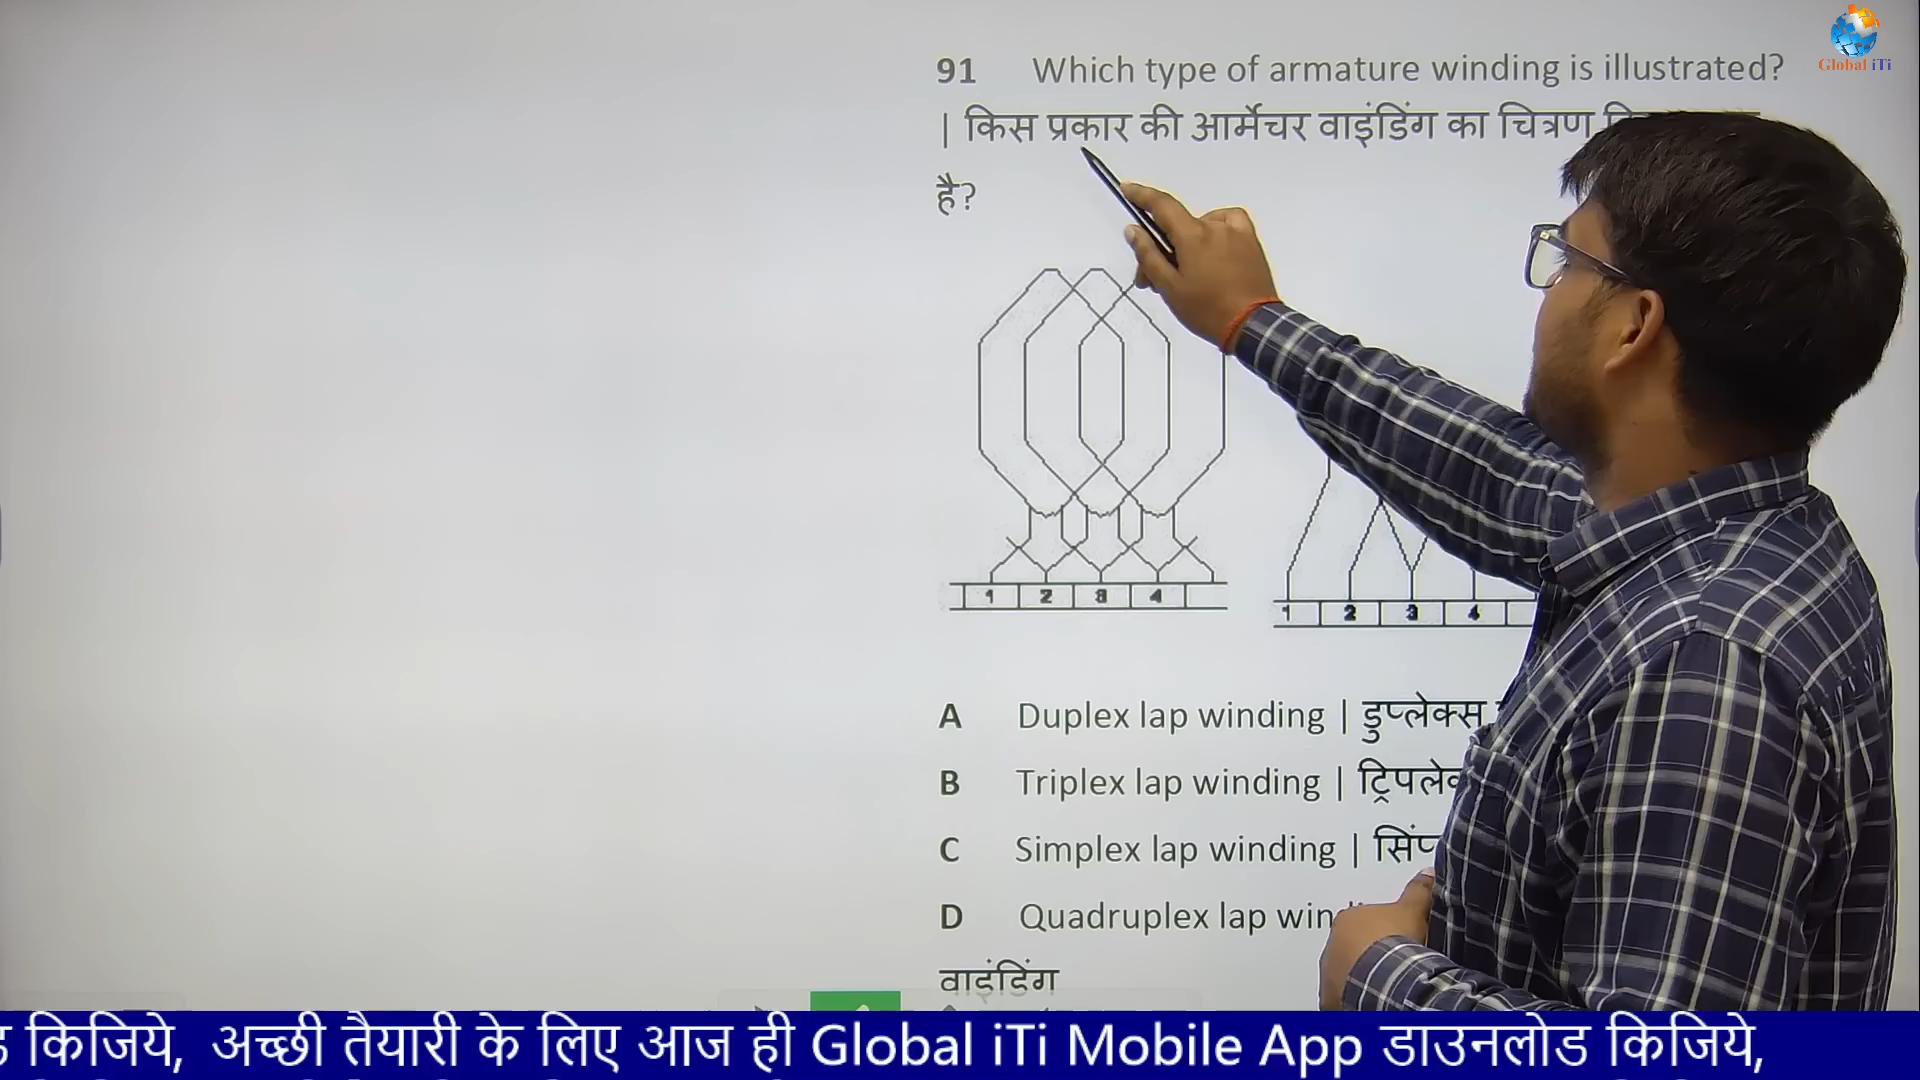 Global iTi
91 Which type of armature winding is illustrated?
| किस प्रकार की आर्मेचर वाइंडिंग का चित्रण
है?
1 2 3 4
1 2 3 4
A Duplex lap winding | डुप्लेक्स
B Triplex lap winding |
C Simplex lap winding |
D Quadruplex lap
वाइंडिंग
किजिये, अच्छी तैयारी के लिए आज ही Global iTi Mobile App डाउनलोड किजिये,